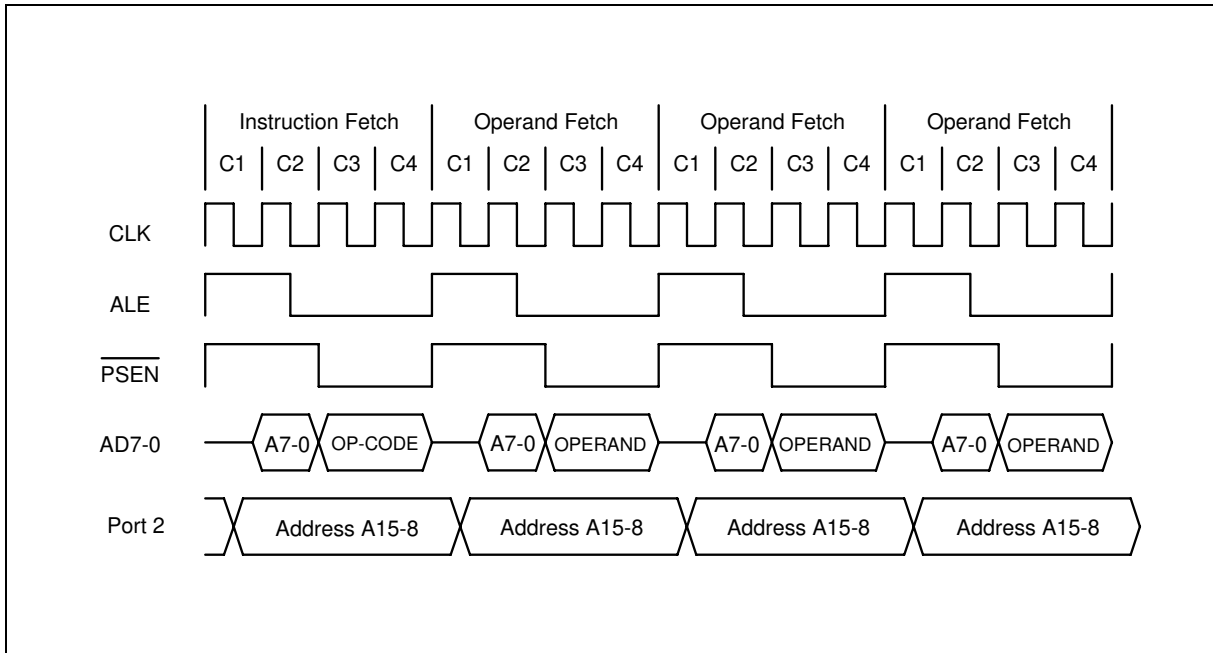 Instruction Fetch Operand Fetch Operand Fetch Operand Fetch
C1 C2 C3 C4 C1 C2 C3 C4 C1 C2 C3 C4 C1 C2 C3 C4
CLK
ALE
PSEN
AD7-0 A7-0 OP-CODE A7-0 OPERAND A7-0 OPERAND A7-0 OPERAND
Port 2 Address A15-8 Address A15-8 Address A15-8 Address A15-8